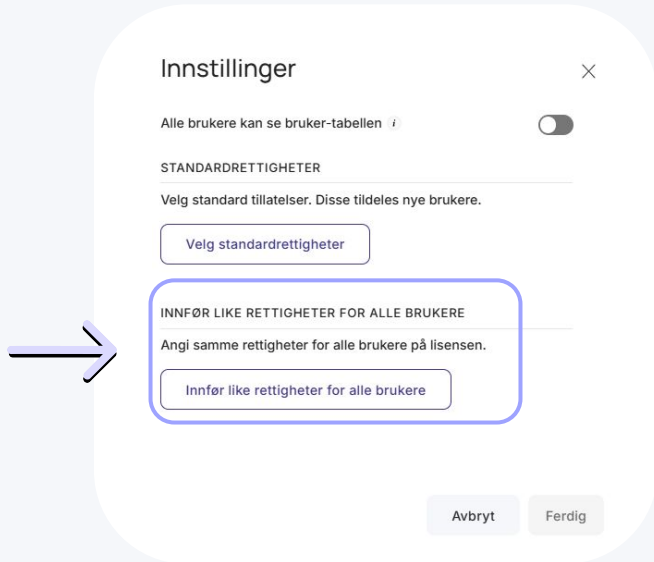 Innstillinger
Alle brukere kan se bruker-tabellen i
STANDARDRETTIGHETER
Velg standard tillatelser. Disse tildeles nye brukere.
Velg standardrettigheter
INNFØR LIKE RETTIGHETER FOR ALLE BRUKERE
Angi samme rettigheter for alle brukere på lisensen.
Innfør like rettigheter for alle brukere
Avbryt Ferdig